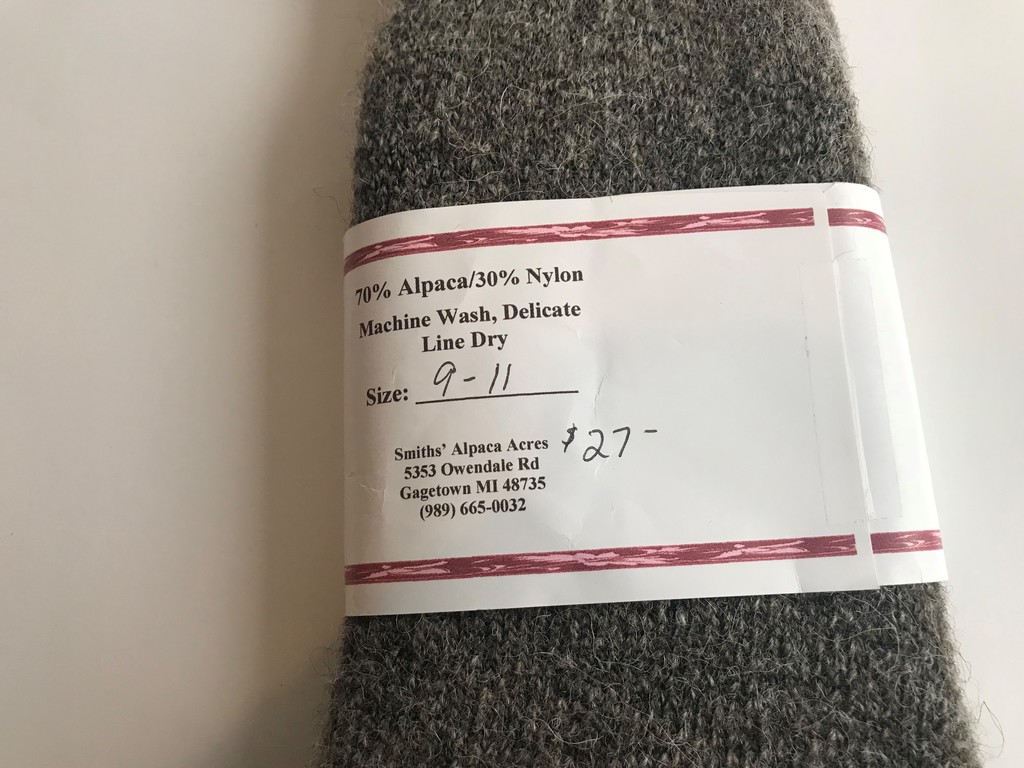 70% Alpaca/30% Nylon
Machine Wash, Delicate
Line Dry
Size: 9-11
Smiths' Alpaca Acres $27-
5353 Owendale Rd
Gagetown MI 48735
(989) 665-0032